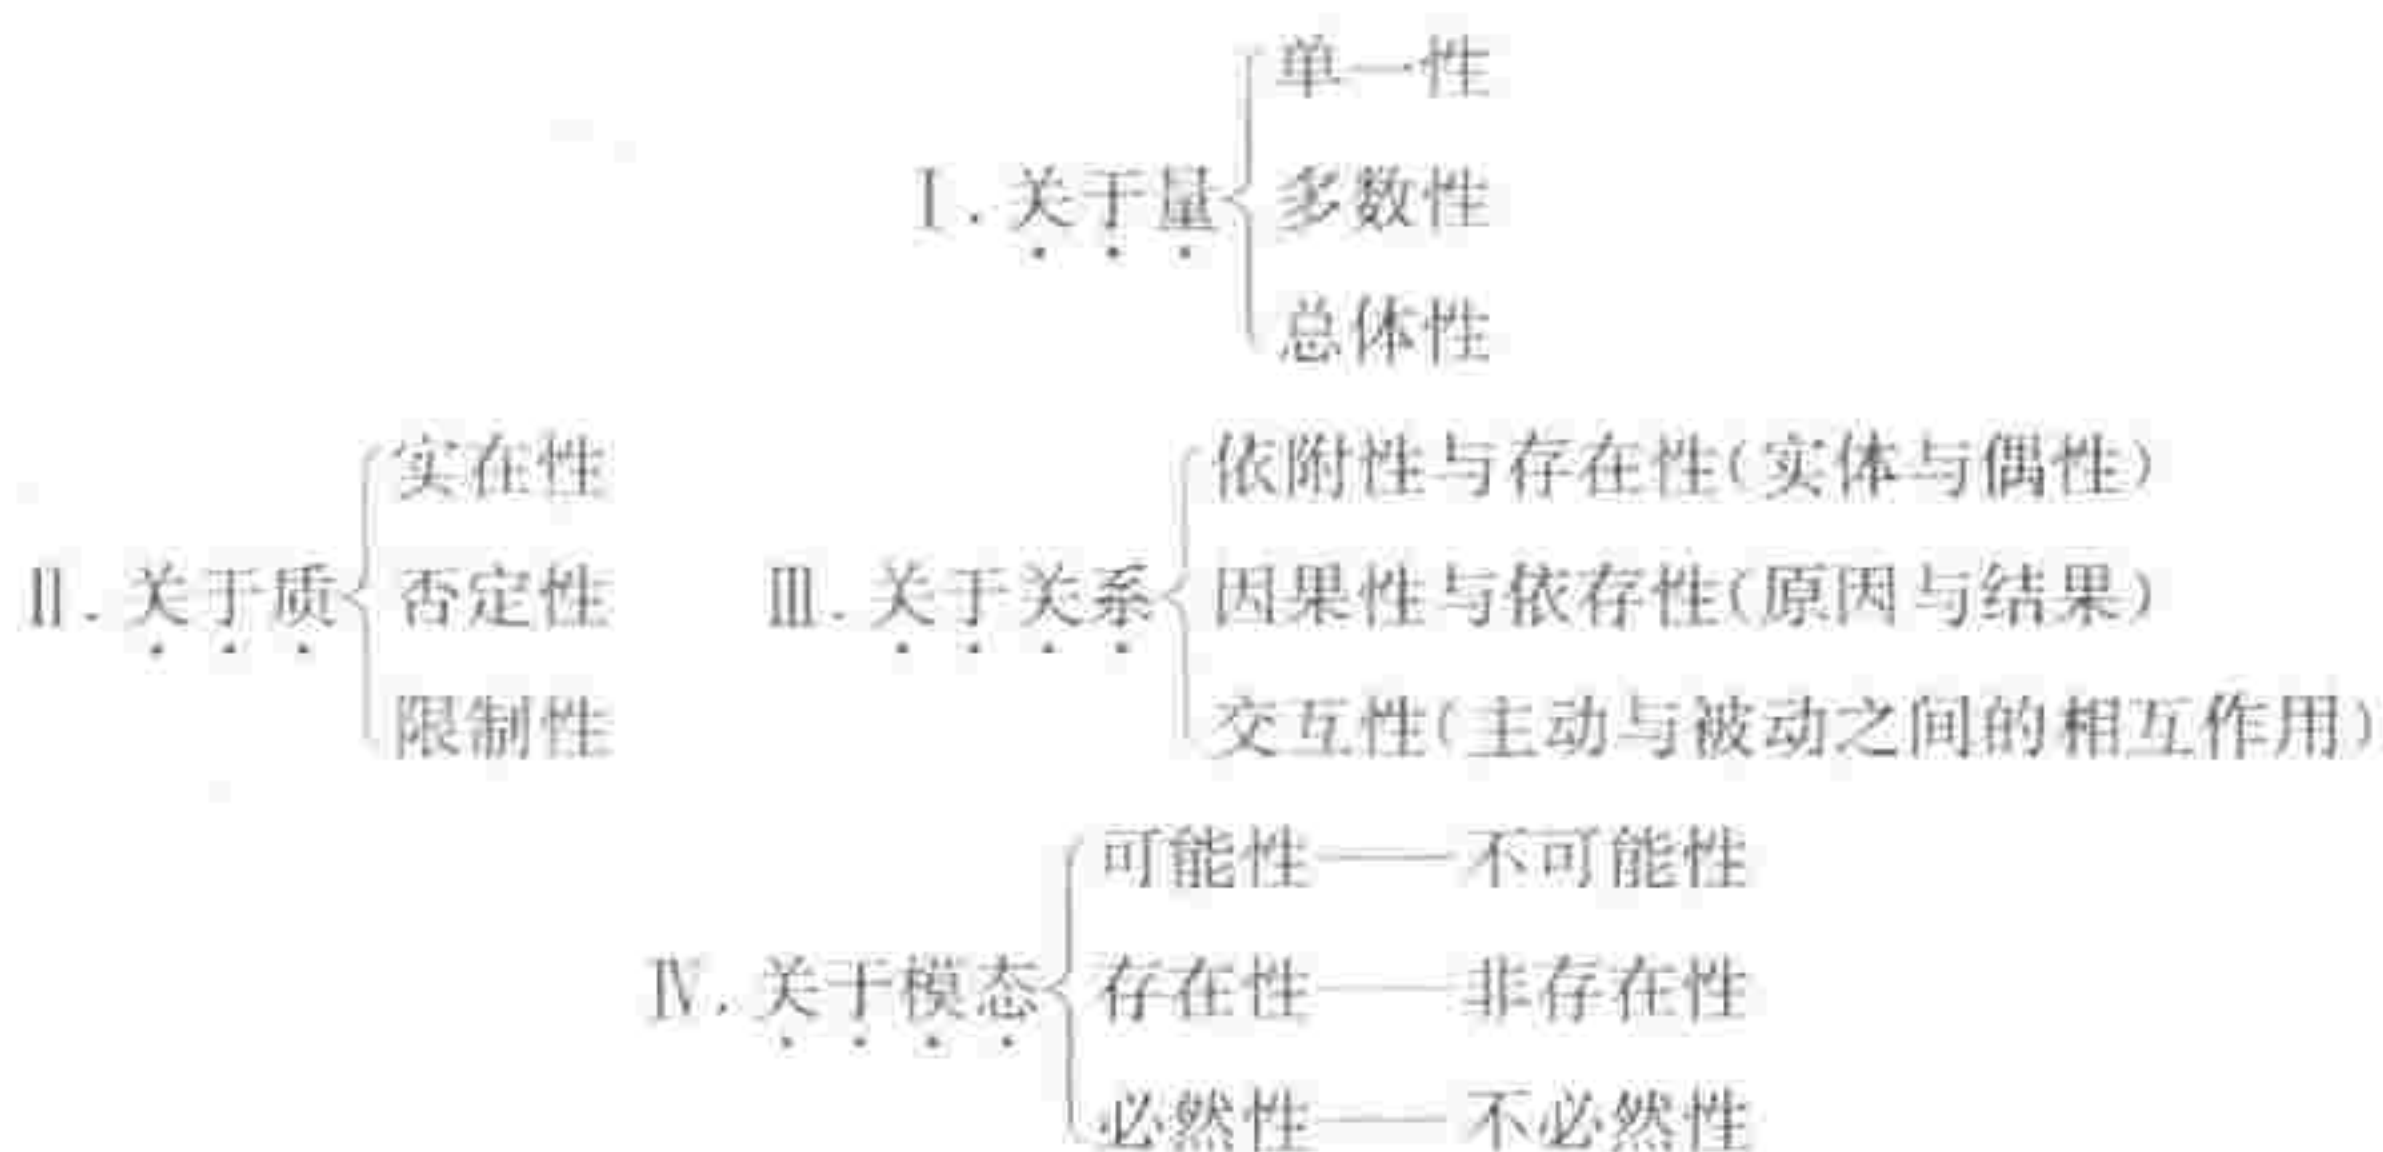 单一性
Ⅰ. 关于量 多数性
总体性
实在性 依附性与存在性(实体与偶性)
Ⅱ. 关于质 否定性 Ⅲ. 关于关系 因果性与依存性(原因与结果)
限制性 交互性(主动与被动之间的相互作用)
可能性——不可能性
Ⅳ. 关于模态 存在性——非存在性
必然性——不必然性